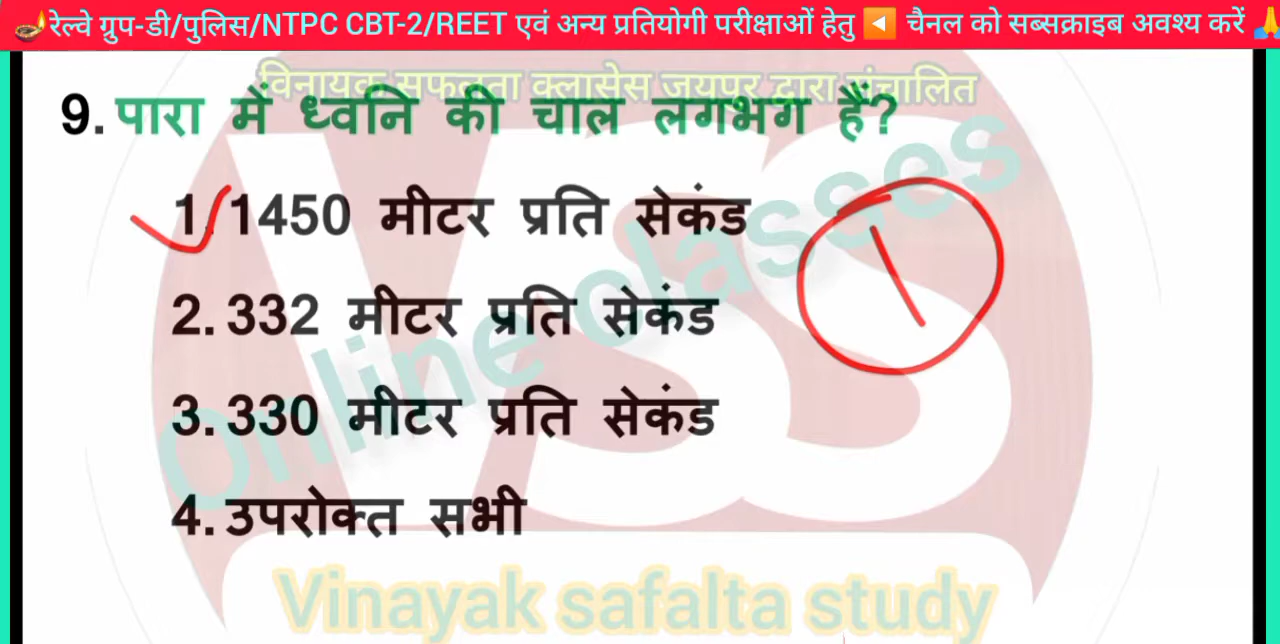 रेल्वे ग्रुप-डी/पुलिस/NTPC CBT-2/REET एवं अन्य प्रतियोगी परीक्षाओं हेतु ◀ चैनल को सब्सक्राइब अवश्य करें
विनायक सफलता क्लासेस जयपुर द्वारा संचालित
9. पारा में ध्वनि की चाल लगभग हैं?
1. 1450 मीटर प्रति सेकंड
1
2. 332 मीटर प्रति सेकंड
3. 330 मीटर प्रति सेकंड
4. उपरोक्त सभी
VSS
Online classes
Vinayak safalta study